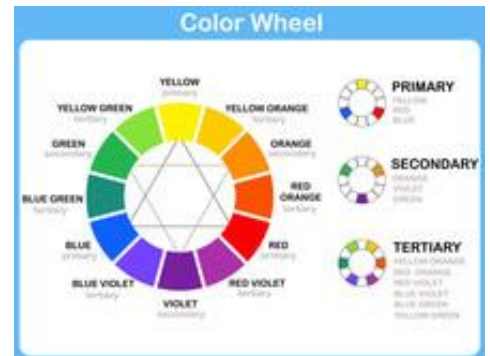 Color Wheel
YELLOW
primary
YELLOW GREEN
tertiary
YELLOW ORANGE
tertiary
GREEN
secondary
ORANGE
secondary
BLUE GREEN
tertiary
RED
ORANGE
tertiary
BLUE
primary
RED
primary
BLUE VIOLET
tertiary
RED VIOLET
tertiary
VIOLET
secondary
PRIMARY
YELLOW
RED
BLUE
SECONDARY
ORANGE
VIOLET
GREEN
TERTIARY
YELLOW ORANGE
RED ORANGE
RED VIOLET
BLUE VIOLET
BLUE GREEN
YELLOW GREEN